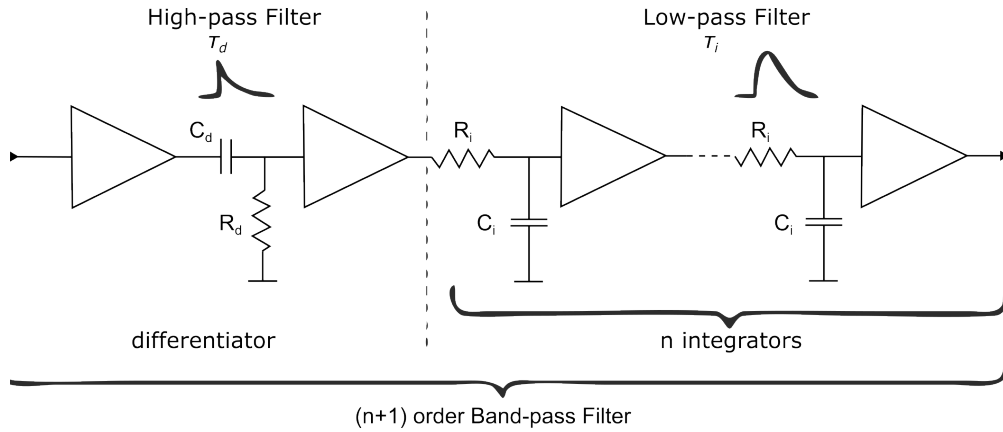 High-pass Filter
τd
Low-pass Filter
τi
Cd
Rd
Ri
Ci
Ri
Ci
differentiator
n integrators
(n+1) order Band-pass Filter